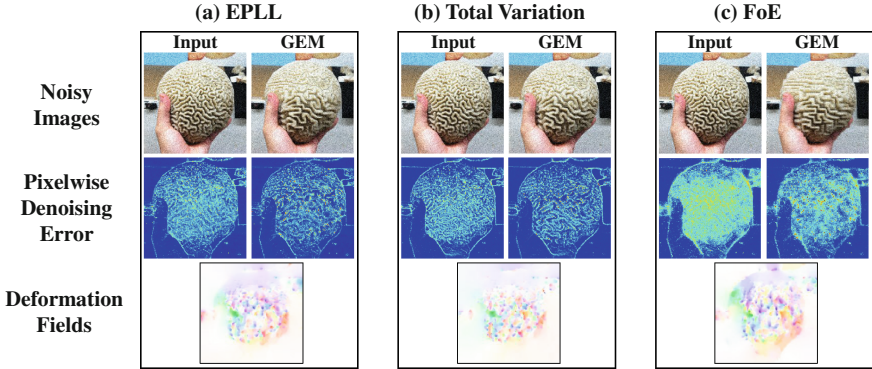 (a) EPLL
(b) Total Variation
(c) FoE
Input
GEM
Input
GEM
Input
GEM
Noisy
Images
Pixelwise
Denoising
Error
Deformation
Fields